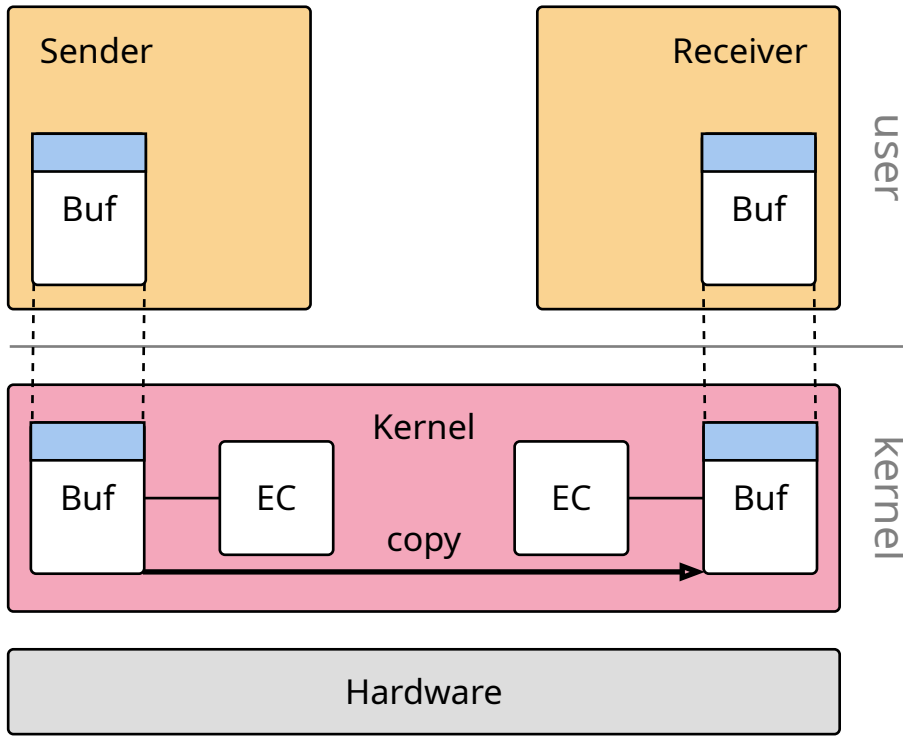 Sender
Receiver
Buf
Buf
user
Kernel
Buf
EC
EC
Buf
copy
kernel
Hardware